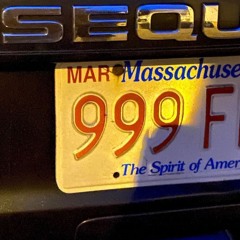 SEQU
MAR Massachuse
999 F
The Spirit of Amer